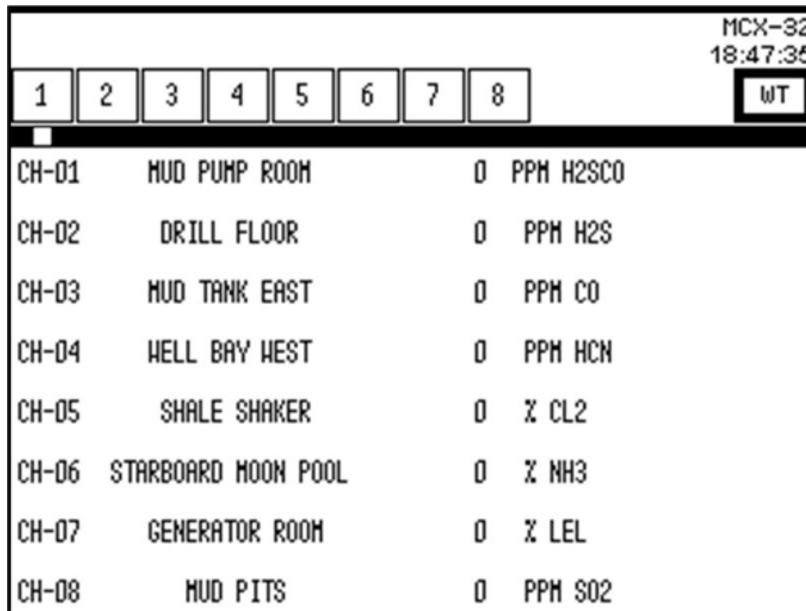 MCX-32
18:47:35
1 2 3 4 5 6 7 8 WT
CH-01 MUD PUMP ROOM 0 PPM H2SCO
CH-02 DRILL FLOOR 0 PPM H2S
CH-03 MUD TANK EAST 0 PPM CO
CH-04 WELL BAY WEST 0 PPM HCN
CH-05 SHALE SHAKER 0 % CL2
CH-06 STARBOARD MOON POOL 0 % NH3
CH-07 GENERATOR ROOM 0 % LEL
CH-08 MUD PITS 0 PPM SO2